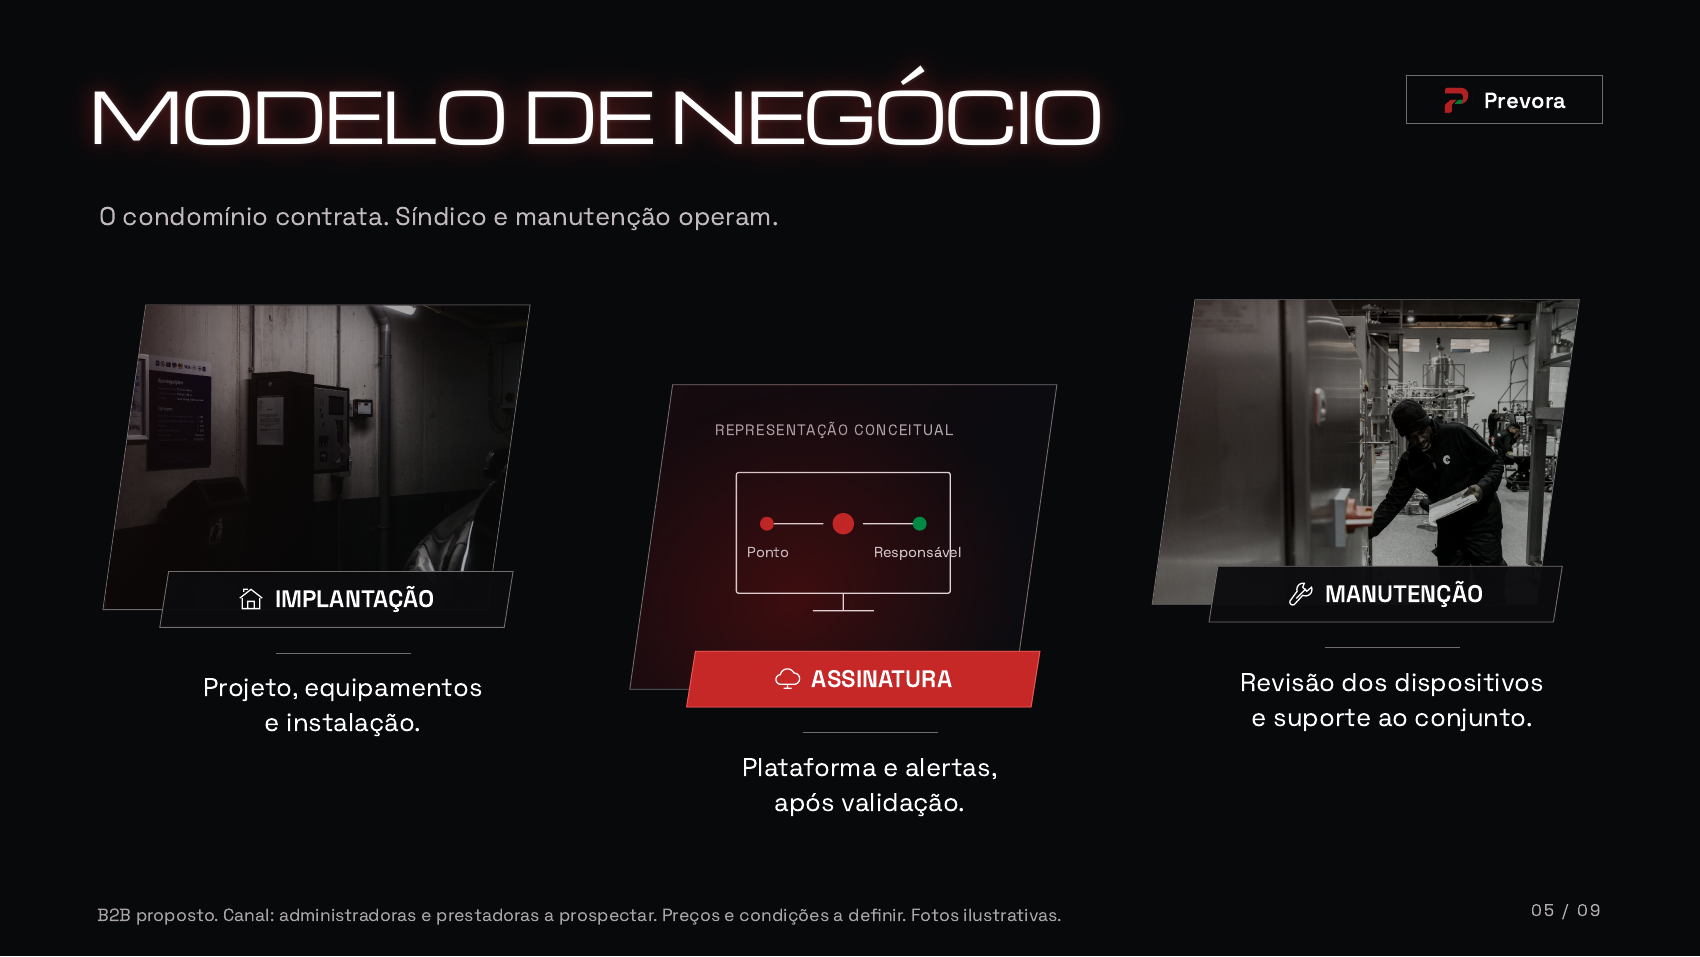 MODELO DE NEGÓCIO
Prevora
O condomínio contrata. Síndico e manutenção operam.
IMPLANTAÇÃO
Projeto, equipamentos
e instalação.
REPRESENTAÇÃO CONCEITUAL
Ponto
Responsável
ASSINATURA
Plataforma e alertas,
após validação.
MANUTENÇÃO
Revisão dos dispositivos
e suporte ao conjunto.
B2B proposto. Canal: administradoras e prestadoras a prospectar. Preços e condições a definir. Fotos ilustrativas.
05 / 09